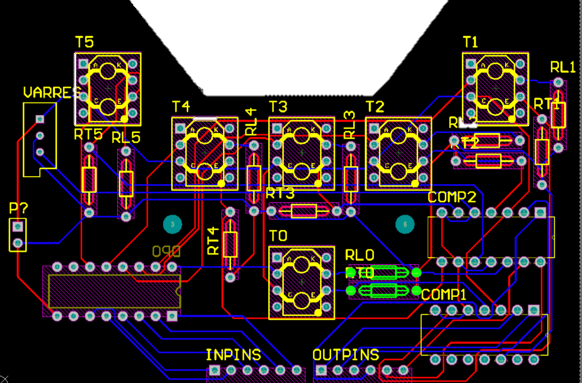 T5
T1
RL1
VARRES
T4
T3
T2
RT1
RT5
RL5
RL4
RL3
RT2
RT3
P?
COMP2
RT4
T0
DPO
RL0
RT0
COMP1
INPINS
OUTPINS